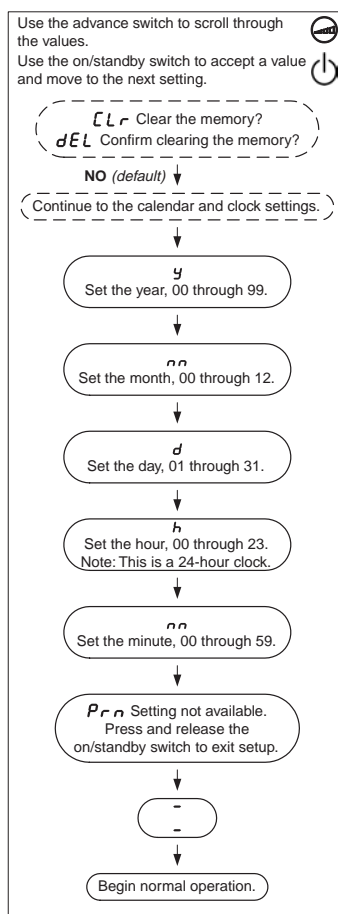 Use the advance switch to scroll through
the values.
Use the on/standby switch to accept a value
and move to the next setting.
CLr Clear the memory?
dEL Confirm clearing the memory?
NO (default)
Continue to the calendar and clock settings.
y
Set the year, 00 through 99.
nn
Set the month, 00 through 12.
d
Set the day, 01 through 31.
h
Set the hour, 00 through 23.
Note: This is a 24-hour clock.
nn
Set the minute, 00 through 59.
Prn Setting not available.
Press and release the
on/standby switch to exit setup.
-
-
Begin normal operation.